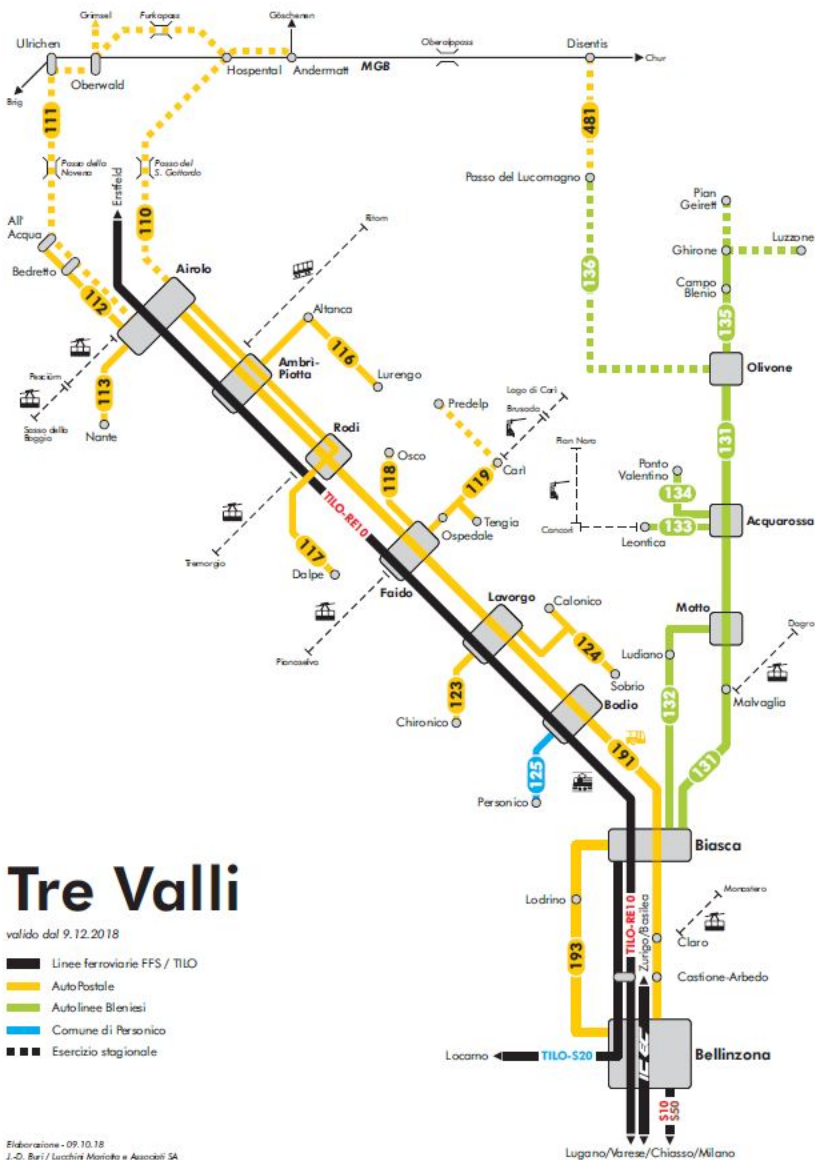 Grimsel
Furkapass
Göschenen
Ulrichen
Oberalppass
Disentis
Oberwald
Hospental
Andermatt
MGB
Chur
Brig
111
481
Passo della
Novena
Passo del
S. Gottardo
Erstfeld
110
Passo del Lucomagno
Pian
Geirett
Ritom
All'
Acqua
Ghirone
Luzzone
136
Bedretto
Airolo
Campo
Blenio
112
135
Altanca
Pesciüm
116
Ambrì-
Piotta
Olivone
113
Lurengo
Sasso della
Boggia
Nante
Predelp
Lago di Carì
Brusada
Rodi
131
Osco
Pian Nara
118
119
Carì
Ponto
Valentino
134
TILO-RE10
Tengia
Acquarossa
133
Ospedale
Cancorì
Leontica
Tremorgio
117
Dalpe
Faido
Lavorgo
Calonico
Motto
Dagro
124
Ludiano
Pianaselva
123
Sobrio
Malvaglia
Bodio
132
Chironico
191
131
125
Personico
Biasca
Tre Valli
valido dal 9.12.2018
Lodrino
Monastero
TILO-RE10
Zurigo/Basilea
Claro
193
Castione-Arbedo
Linee ferroviarie FFS / TILO
AutoPostale
Autolinee Bleniesi
Comune di Personico
Esercizio stagionale
Locarno
TILO-S20
IC-EC
Bellinzona
S10
S50
Lugano/Varese/Chiasso/Milano
Elaborazione - 09.10.18
J.-D. Buri / Lucchini Mariotta e Associati SA